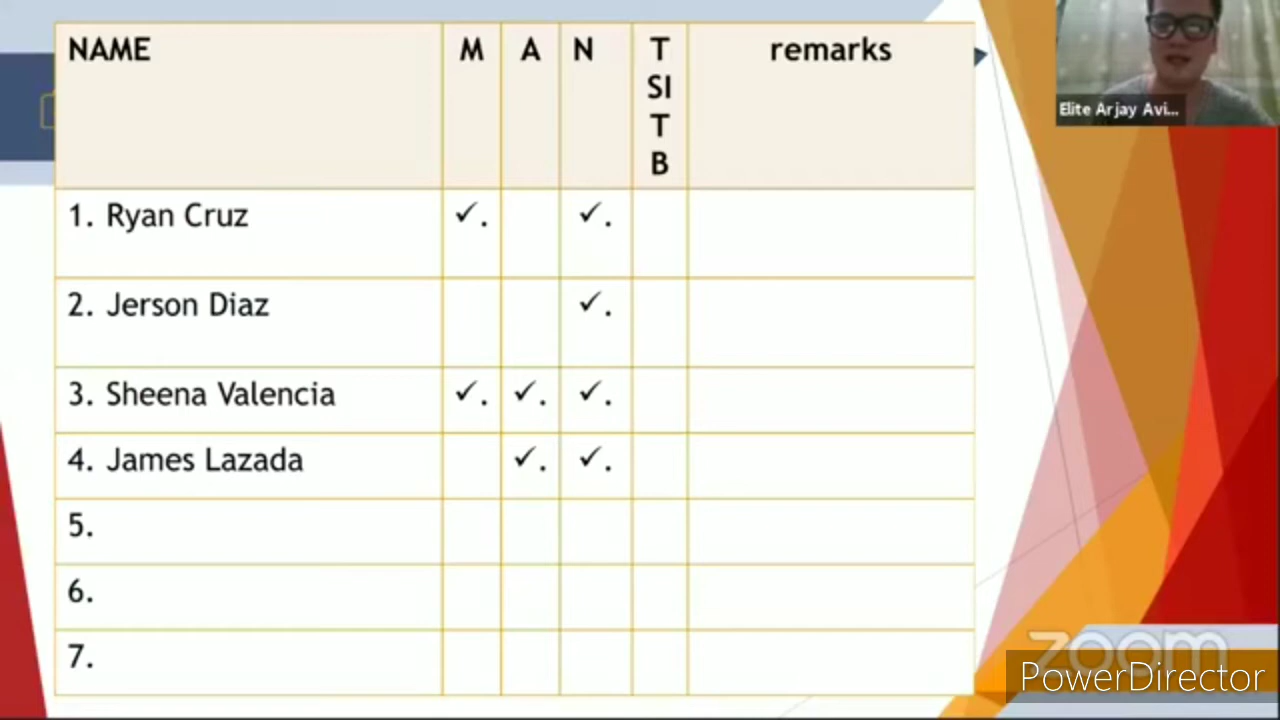 NAME M A N T remarks
SI
T
B
1. Ryan Cruz ✓. ✓.
2. Jerson Diaz ✓.
3. Sheena Valencia ✓. ✓. ✓.
4. James Lazada ✓. ✓.
5.
6.
7.
Elite Arjay Avi...
zoom
PowerDirector